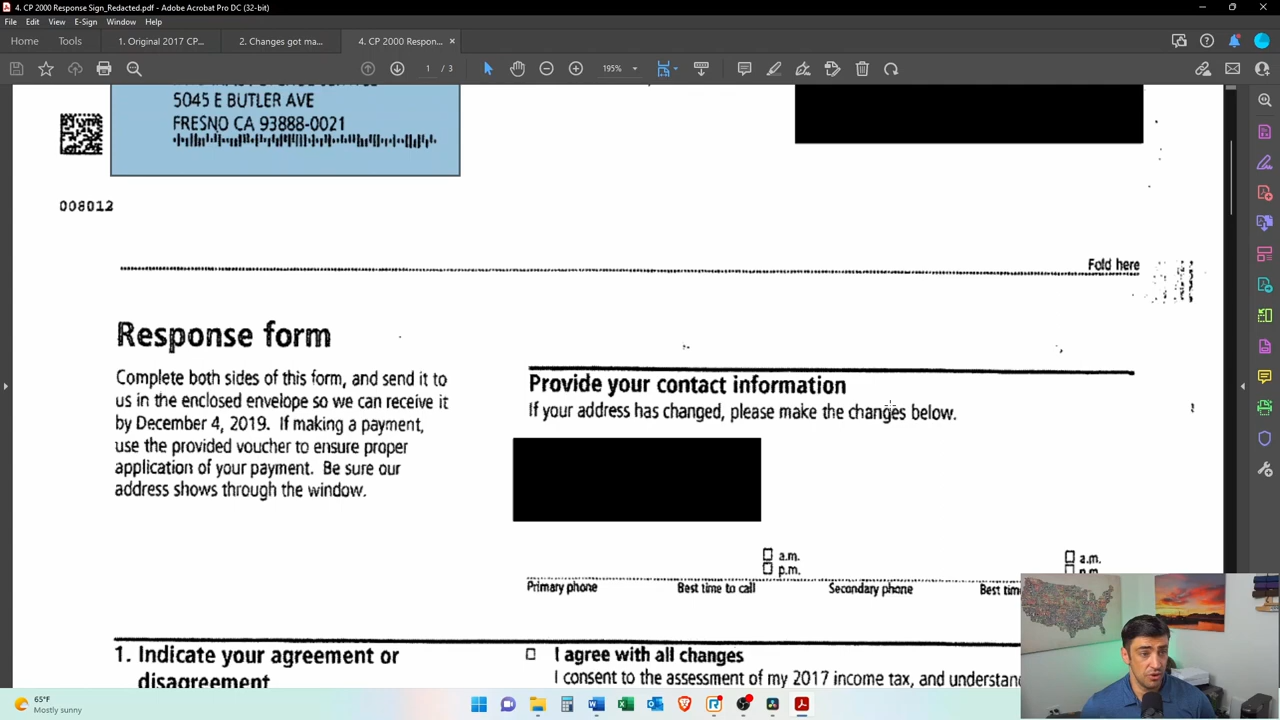 4. CP 2000 Response Sign_Redacted.pdf - Adobe Acrobat Pro DC (32-bit)
File Edit View E-Sign Window Help
Home Tools 1. Original 2017 CP... 2. Changes got ma... 4. CP 2000 Respon... ×
1 / 3 195%
5045 E BUTLER AVE
FRESNO CA 93888-0021
008012
Fold here
Response form
Complete both sides of this form, and send it to
us in the enclosed envelope so we can receive it
by December 4, 2019. If making a payment,
use the provided voucher to ensure proper
application of your payment. Be sure our
address shows through the window.
Provide your contact information
If your address has changed, please make the changes below.
a.m. a.m.
p.m. p.m.
Primary phone Best time to call Secondary phone Best tim
1. Indicate your agreement or
disagreement
I agree with all changes
I consent to the assessment of my 2017 income tax, and understand
65°F
Mostly sunny